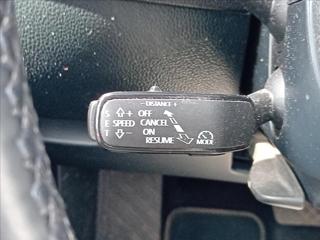 − DISTANCE +
S + OFF
E SPEED CANCEL
T − ON
RESUME
MODE